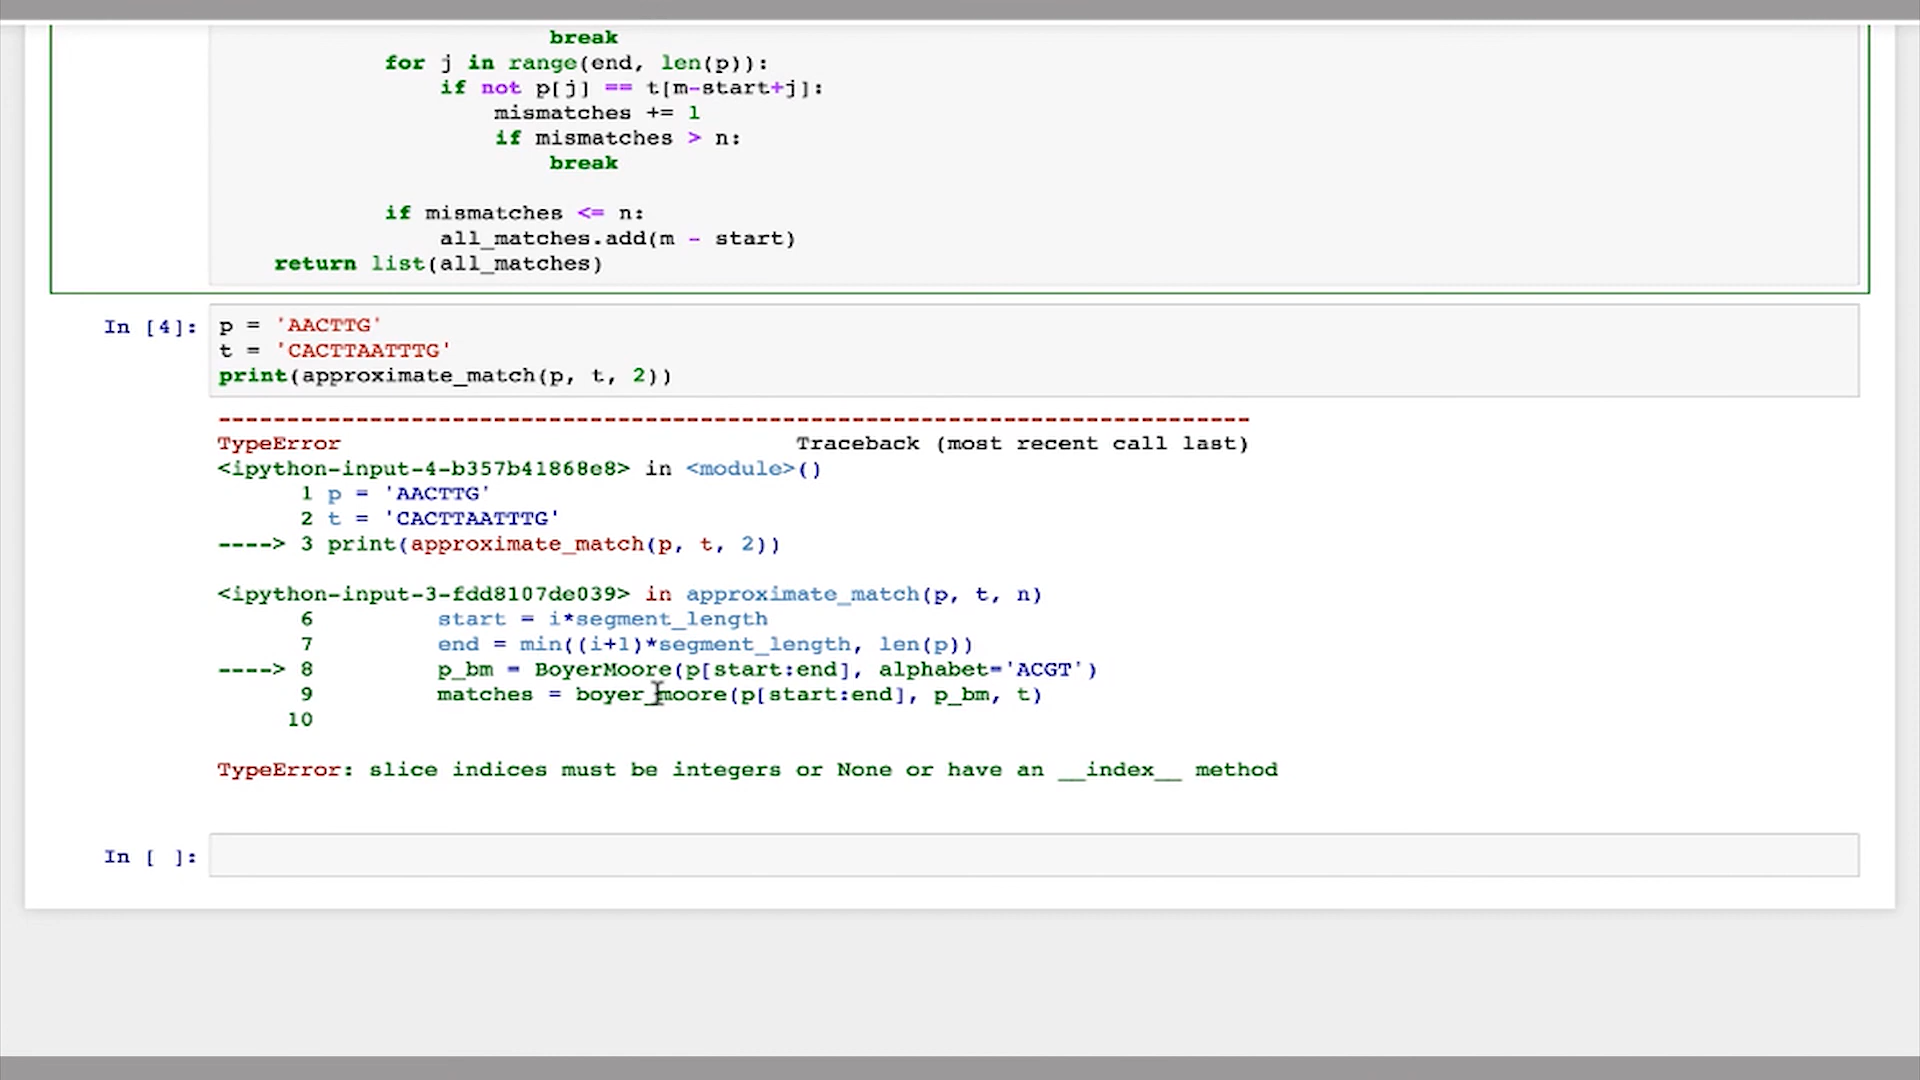 break
for j in range(end, len(p)):
if not p[j] == t[m-start+j]:
mismatches += 1
if mismatches > n:
break
if mismatches <= n:
all_matches.add(m - start)
return list(all_matches)
In [4]: p = 'AACTTG'
t = 'CACTTAATTTG'
print(approximate_match(p, t, 2))
---------------------------------------------------------------------------
TypeError Traceback (most recent call last)
<ipython-input-4-b357b41868e8> in <module>()
1 p = 'AACTTG'
2 t = 'CACTTAATTTG'
----> 3 print(approximate_match(p, t, 2))
<ipython-input-3-fdd8107de039> in approximate_match(p, t, n)
6 start = i*segment_length
7 end = min((i+1)*segment_length, len(p))
----> 8 p_bm = BoyerMoore(p[start:end], alphabet='ACGT')
9 matches = boyer_moore(p[start:end], p_bm, t)
10
TypeError: slice indices must be integers or None or have an __index__ method
In [ ]: